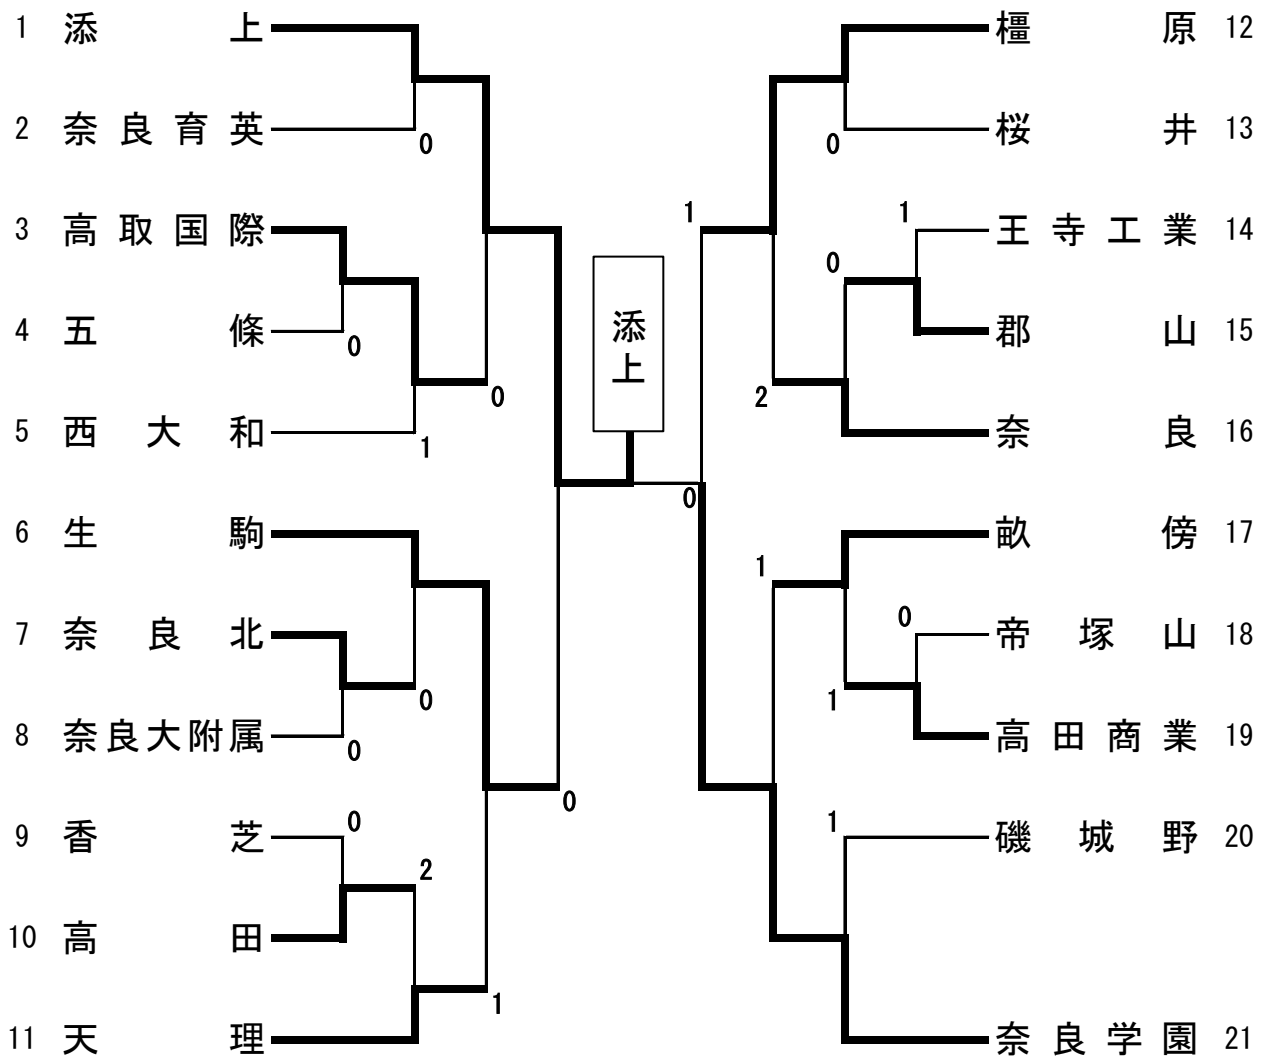 1 添上
2 奈良育英
0
3 高取国際
4 五條
0
0
5 西大和
1
6 生駒
7 奈良北
0
8 奈良大附属
0
0
9 香芝
0
2
10 高田
1
11 天理
添上
橿原 12
桜井 13
0
1
1
王寺工業 14
0
郡山 15
2
奈良 16
0
畝傍 17
1
0
帝塚山 18
1
高田商業 19
1
磯城野 20
奈良学園 21